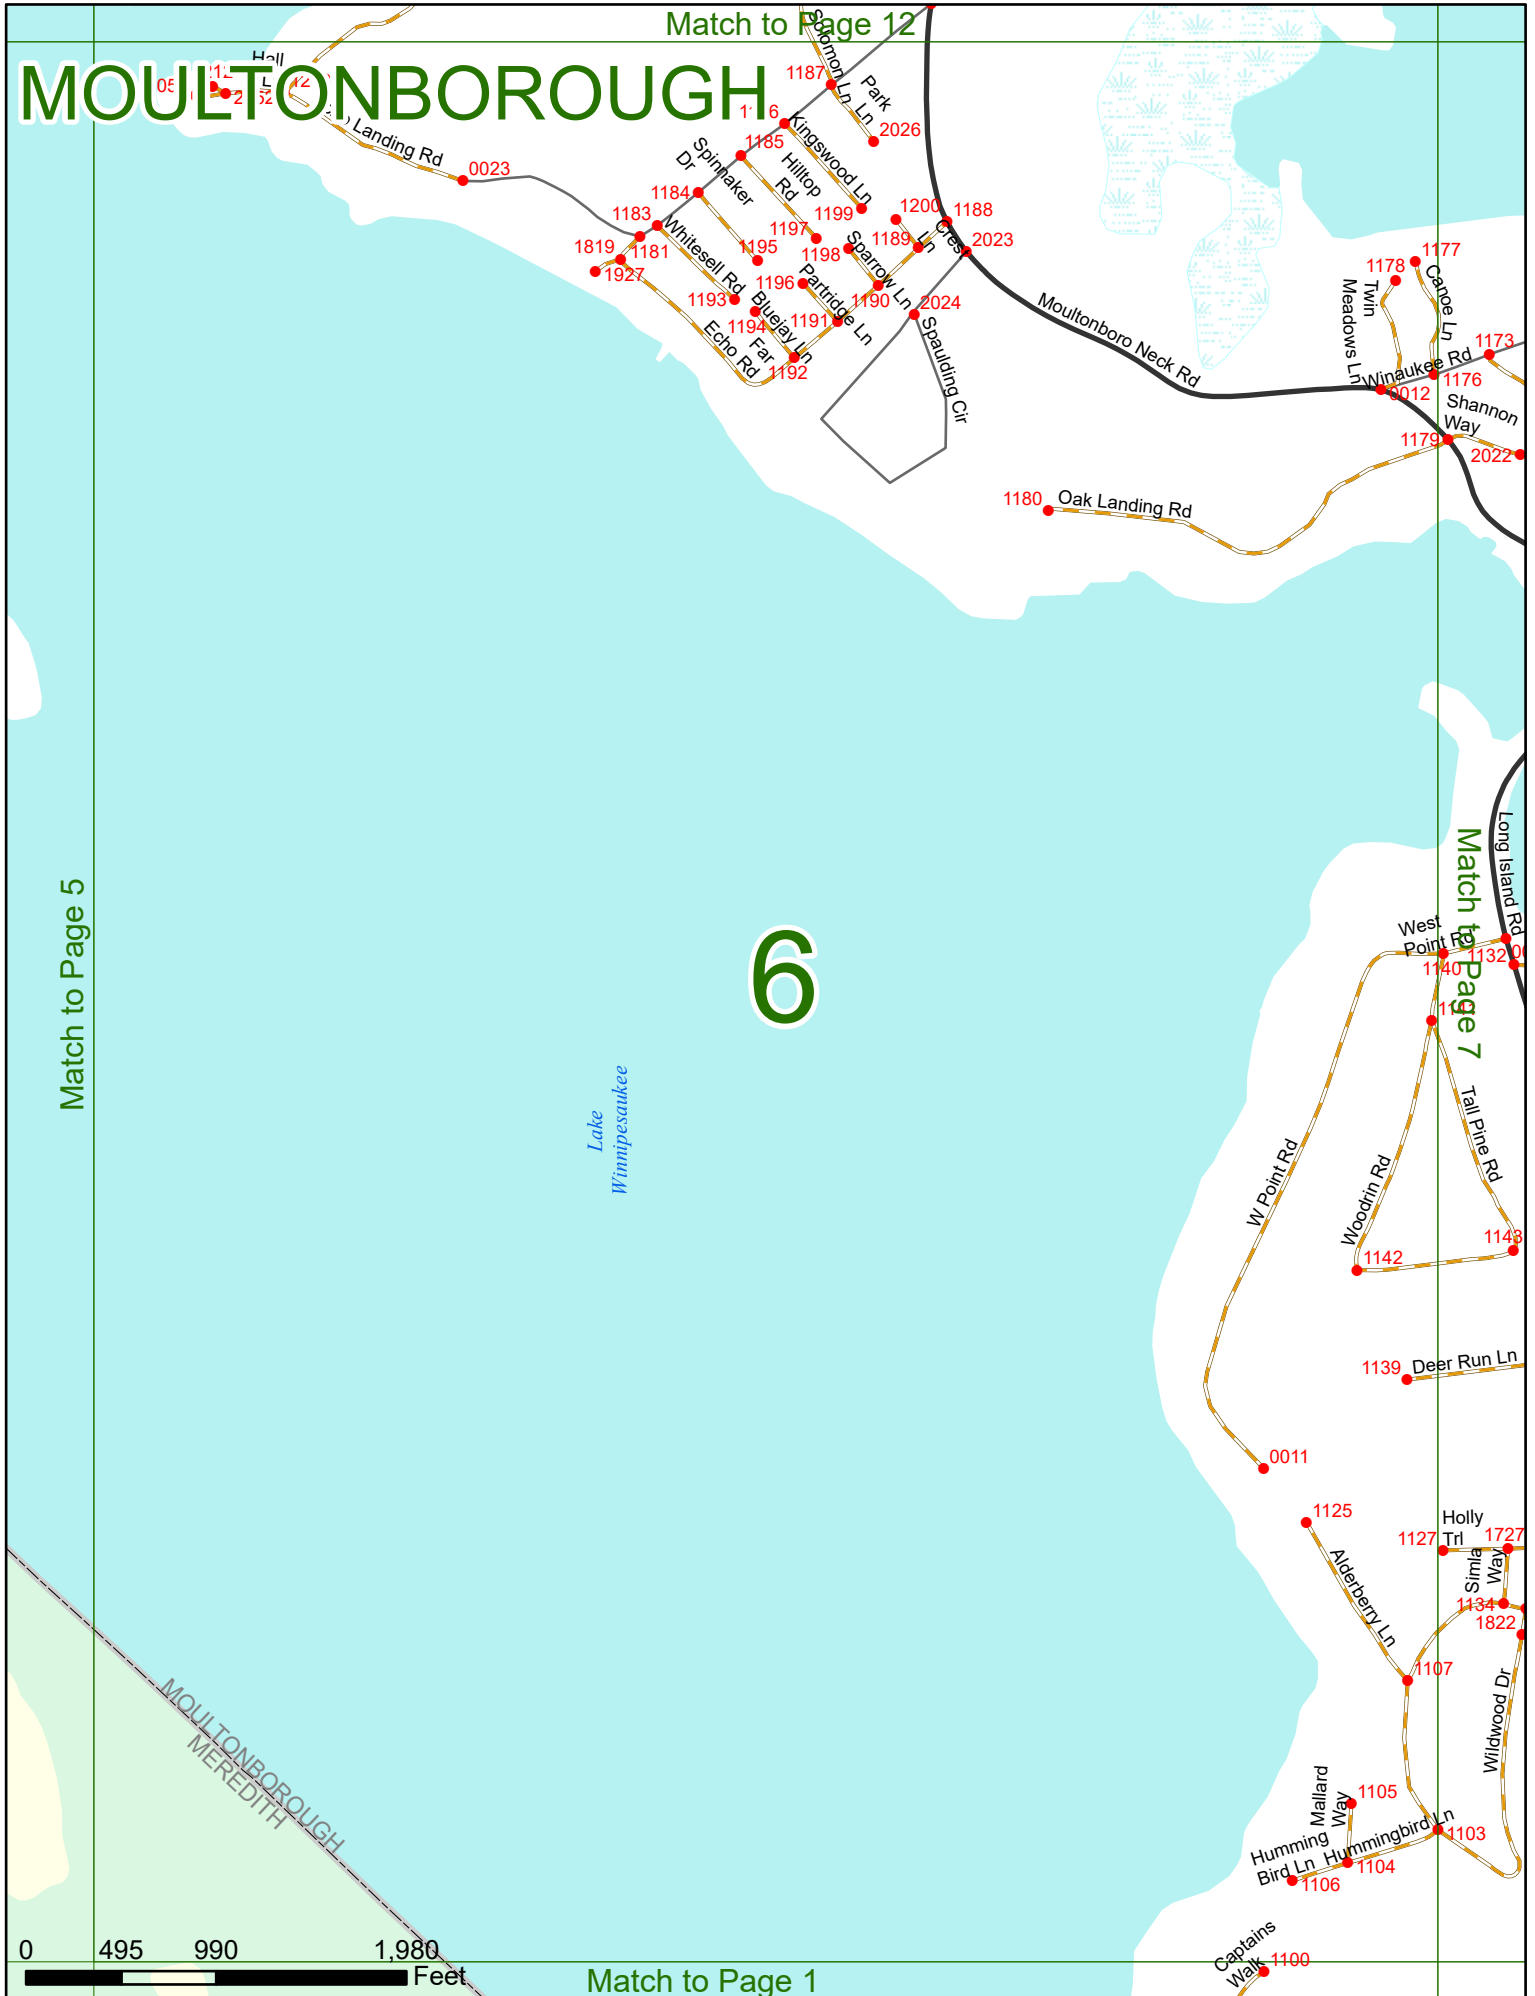 Match to Page 12
MOULTONBOROUGH
Hall
Landing Rd
0023
Solomon Ln
1187
Park
Ln
2026
Kingswood Ln
1185
Spinnaker
Dr
Hilltop
Rd
1184
1199
1200
1188
1183
1197
1189
Crest
Ln
2023
1819
1181
Whitesell Rd
1195
1198
Sparrow Ln
1927
1196
Partridge Ln
1190
1193
2024
1194
Bluejay Ln
1191
Far
Echo Rd
1192
Spaulding Cir
Moultonboro Neck Rd
1177
1178
Twin
Meadows Ln
Canoe Ln
1173
Winaukee Rd
1176
0012
Shannon
Way
1179
2022
1180
Oak Landing Rd
Long Island Rd
Match to Page 7
Match to Page 5
6
West
Point Rd
1132
1140
1141
Lake
Winnipesaukee
Tall Pine Rd
W Point Rd
Woodrin Rd
1143
1142
1139
Deer Run Ln
0011
1125
Holly
Trl
1127
1727
Simla
Way
Alderberry Ln
1134
1822
1107
Wildwood Dr
MOULTONBOROUGH
MEREDITH
Mallard
Way
1105
Hummingbird Ln
1103
Humming
Bird Ln
1104
1106
Captains
Walk
1100
0 495 990 1,980
Feet
Match to Page 1